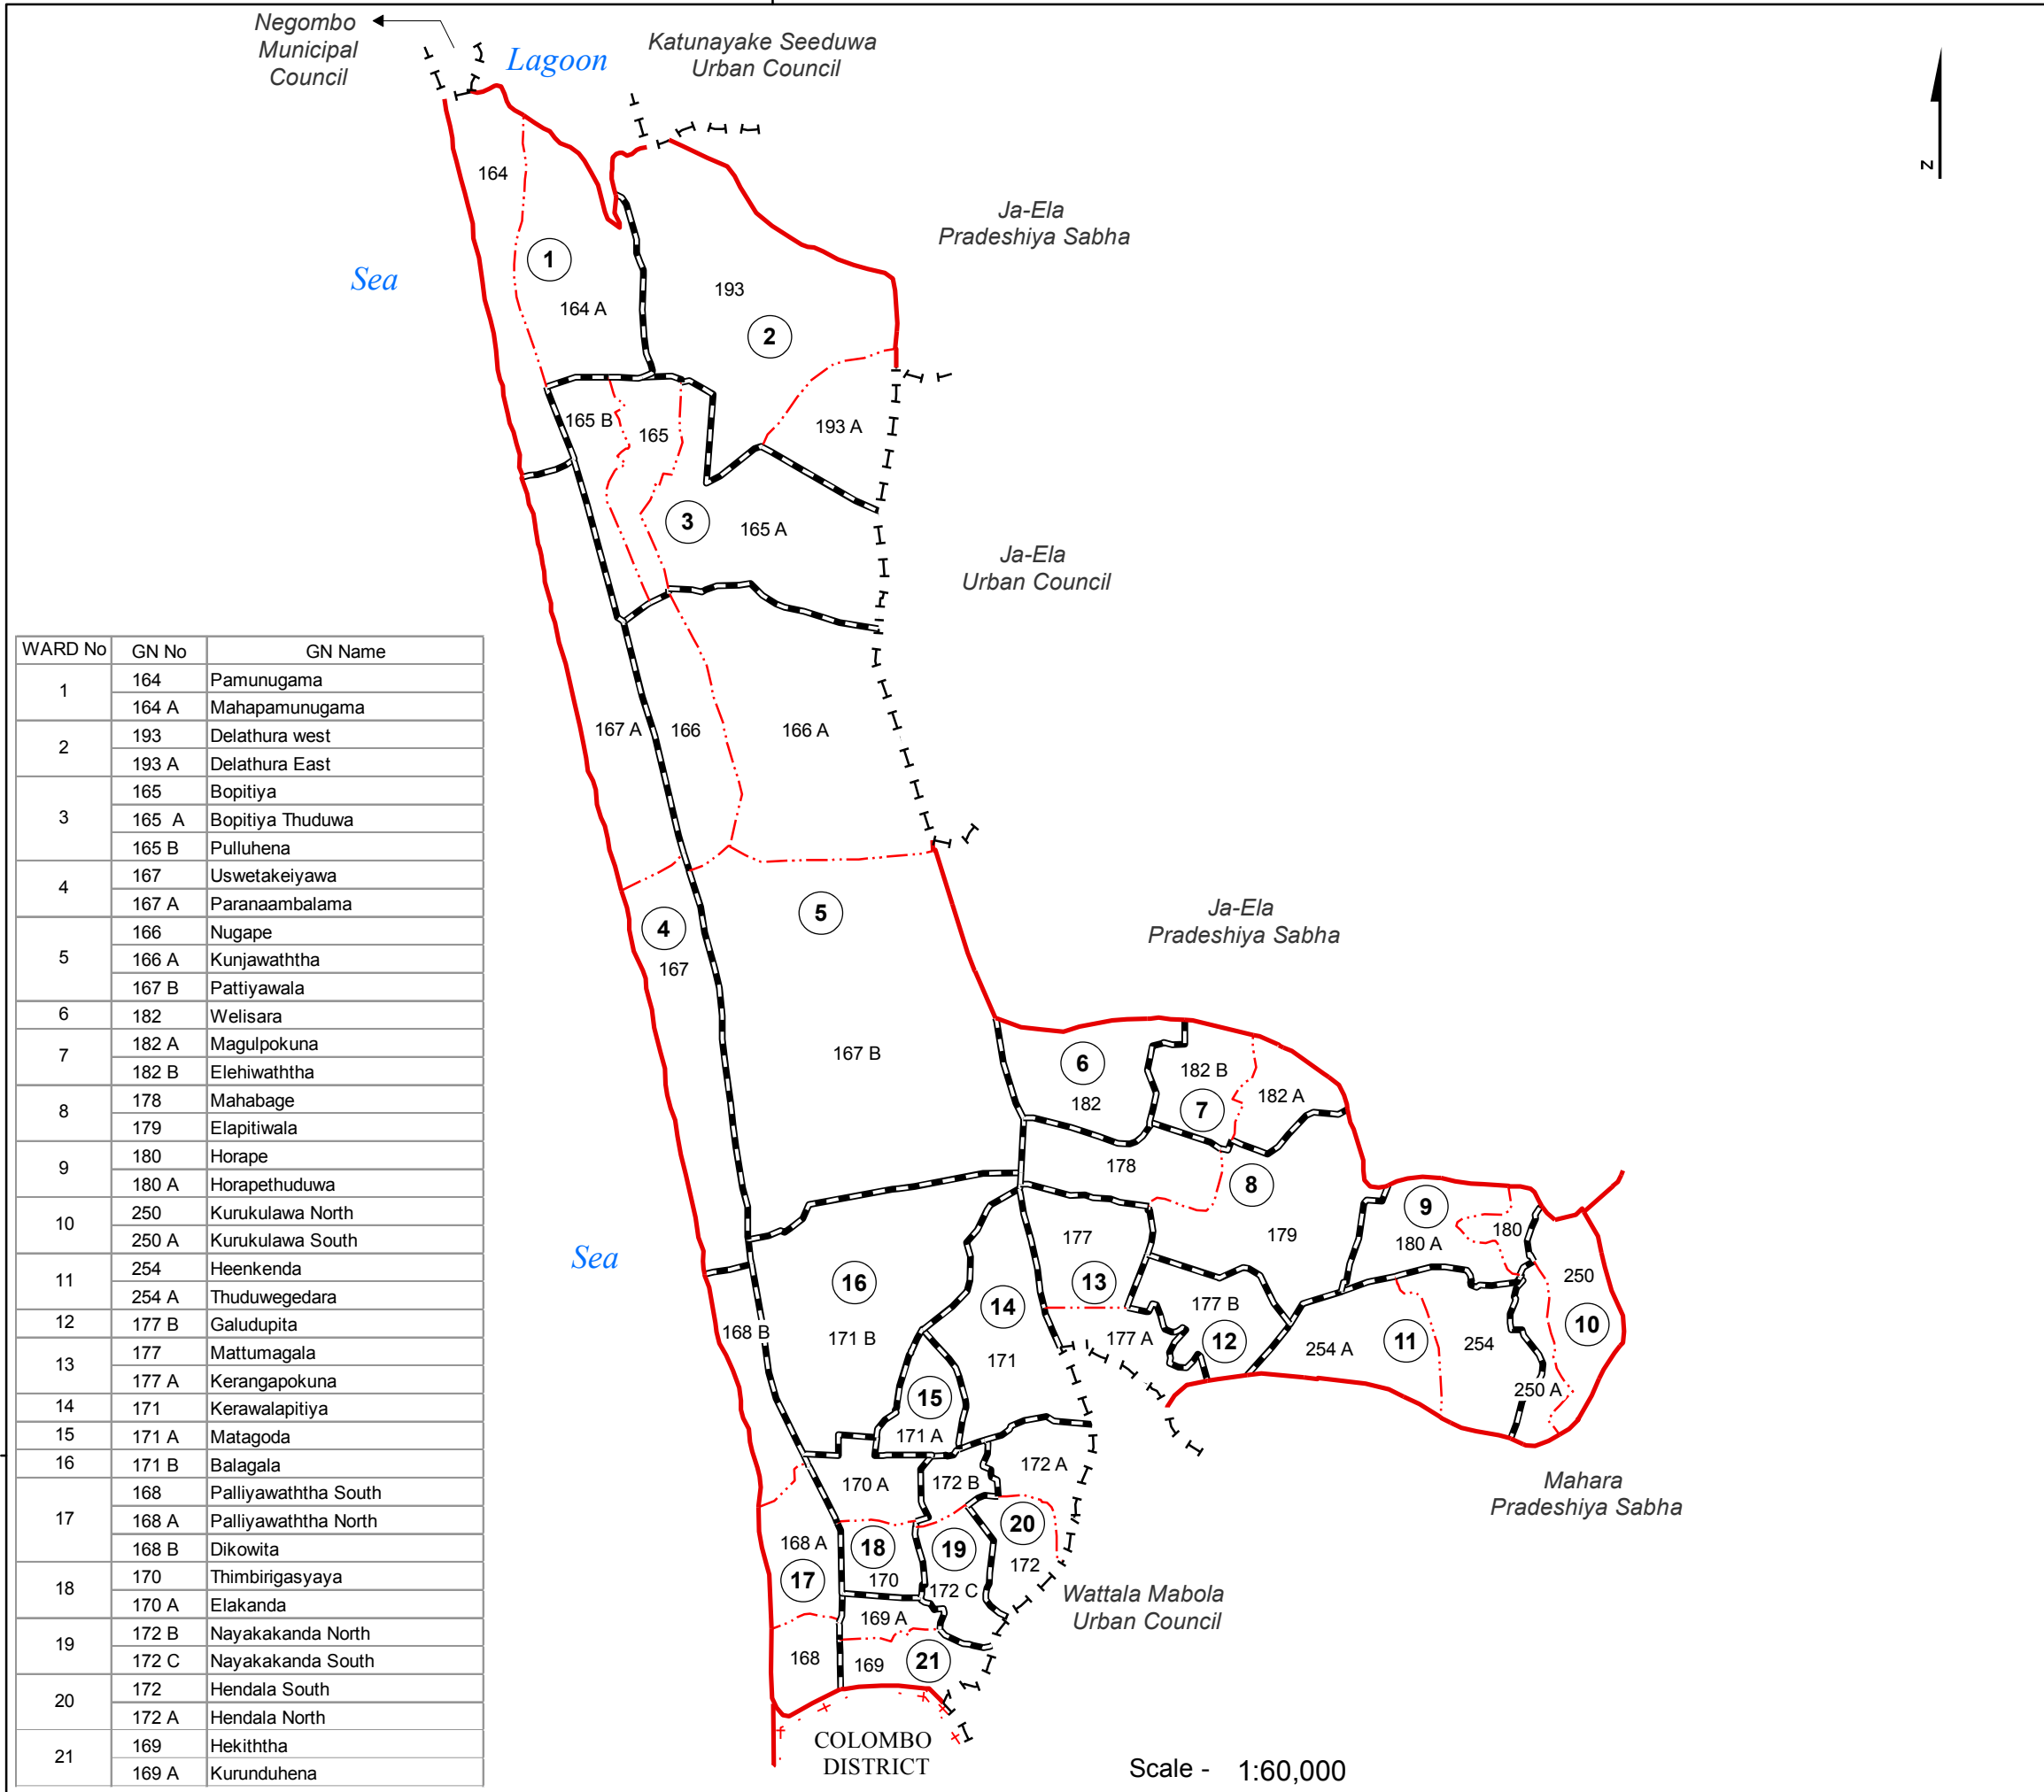 Negombo
Municipal
Council
Lagoon
Katunayake Seeduwa
Urban Council
N
164
Ja-Ela
Pradeshiya Sabha
1
Sea
193
164 A
2
165 B
165
193 A
3
165 A
Ja-Ela
Urban Council
WARD No GN No GN Name
1 164 Pamunugama
164 A Mahapamunugama
2 193 Delathura west
193 A Delathura East
3 165 Bopitiya
165 A Bopitiya Thuduwa
165 B Pulluhena
4 167 Uswetakeiyawa
167 A Paranaambalama
5 166 Nugape
166 A Kunjawaththa
167 B Pattiyawala
6 182 Welisara
7 182 A Magulpokuna
182 B Elehiwaththa
8 178 Mahabage
179 Elapitiwala
9 180 Horape
180 A Horapethuduwa
10 250 Kurukulawa North
250 A Kurukulawa South
11 254 Heenkenda
254 A Thuduwegedara
12 177 B Galudupita
13 177 Mattumagala
177 A Kerangapokuna
14 171 Kerawalapitiya
15 171 A Matagoda
16 171 B Balagala
17 168 Palliyawaththa South
168 A Palliyawaththa North
168 B Dikowita
18 170 Thimbirigasyaya
170 A Elakanda
19 172 B Nayakakanda North
172 C Nayakakanda South
20 172 Hendala South
172 A Hendala North
21 169 Hekiththa
169 A Kurunduhena
167 A
166
166 A
5
4
167
Ja-Ela
Pradeshiya Sabha
167 B
6
182
182 B
7
182 A
178
8
179
9
180 A
180
Sea
177
13
16
14
177 B
12
250
10
168 B
171 B
171
177 A
254 A
11
254
250 A
15
171 A
170 A
172 B
172 A
Mahara
Pradeshiya Sabha
168 A
17
18
170
19
172 C
20
172
Wattala Mabola
Urban Council
169 A
168
169
21
COLOMBO
DISTRICT
Scale - 1:60,000